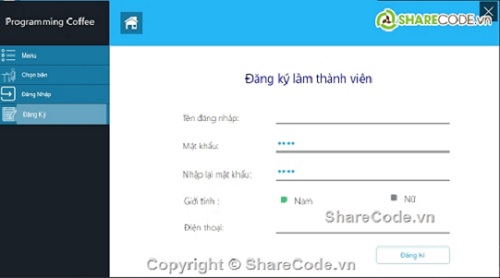 Programming Coffee
SHARECODE.vn
Menu
Chọn bàn
Đăng Nhập
Đăng Ký
Đăng ký làm thành viên
Tên đăng nhập:
Mật khẩu:
Nhập lại mật khẩu:
Giới tính :
Nam
Nữ
ShareCode.vn
Điện thoại:
Đăng kí
Copyright © ShareCode.vn